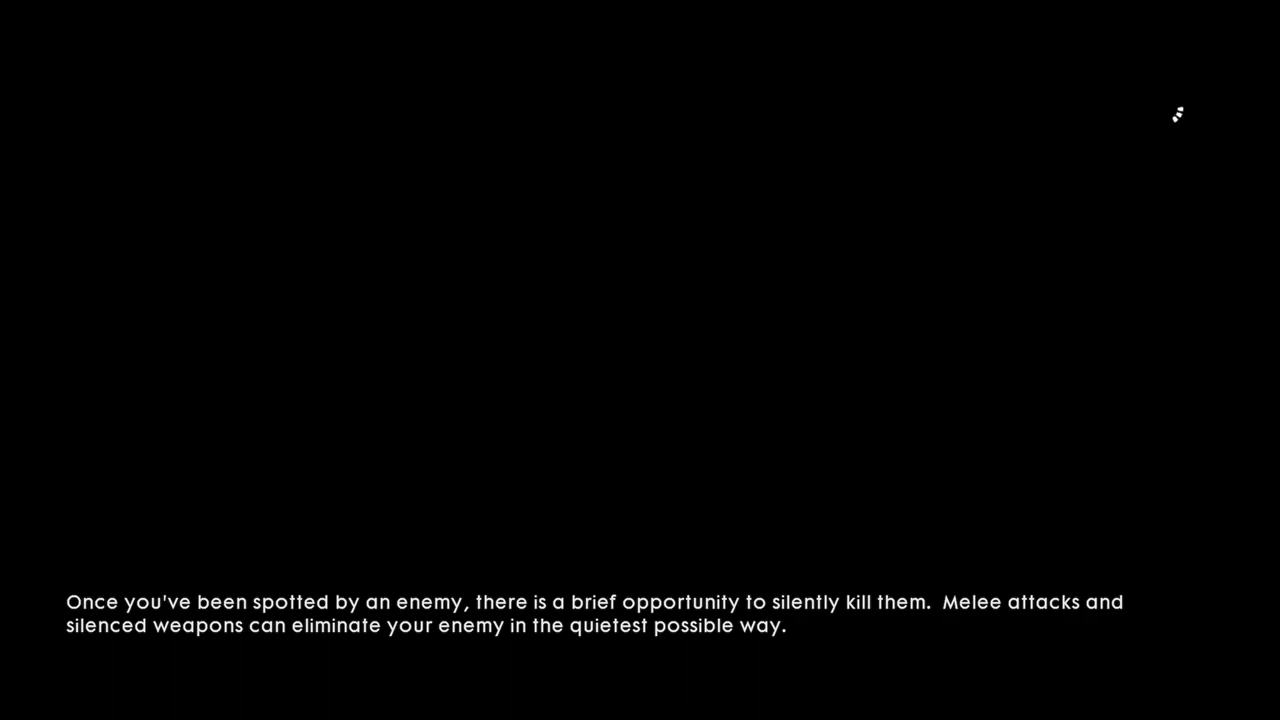 Once you've been spotted by an enemy, there is a brief opportunity to silently kill them.  Melee attacks and
silenced weapons can eliminate your enemy in the quietest possible way.